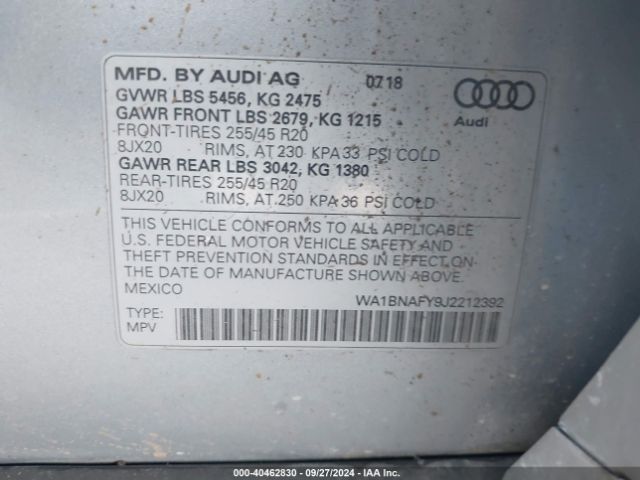 MFD. BY AUDI AG 0718
GVWR LBS 5456, KG 2475
GAWR FRONT LBS 2679, KG 1215
FRONT-TIRES 255/45 R20
8JX20 RIMS, AT 230 KPA 33 PSI COLD
GAWR REAR LBS 3042, KG 1380
REAR-TIRES 255/45 R20
8JX20 RIMS, AT 250 KPA 36 PSI COLD
Audi
THIS VEHICLE CONFORMS TO ALL APPLICABLE
U.S. FEDERAL MOTOR VEHICLE SAFETY AND
THEFT PREVENTION STANDARDS IN EFFECT ON
THE DATE OF MANUFACTURE SHOWN ABOVE.
MEXICO WA1BNAFY9J2212392
TYPE:
MPV
000-40462830 - 09/27/2024 - IAA Inc.